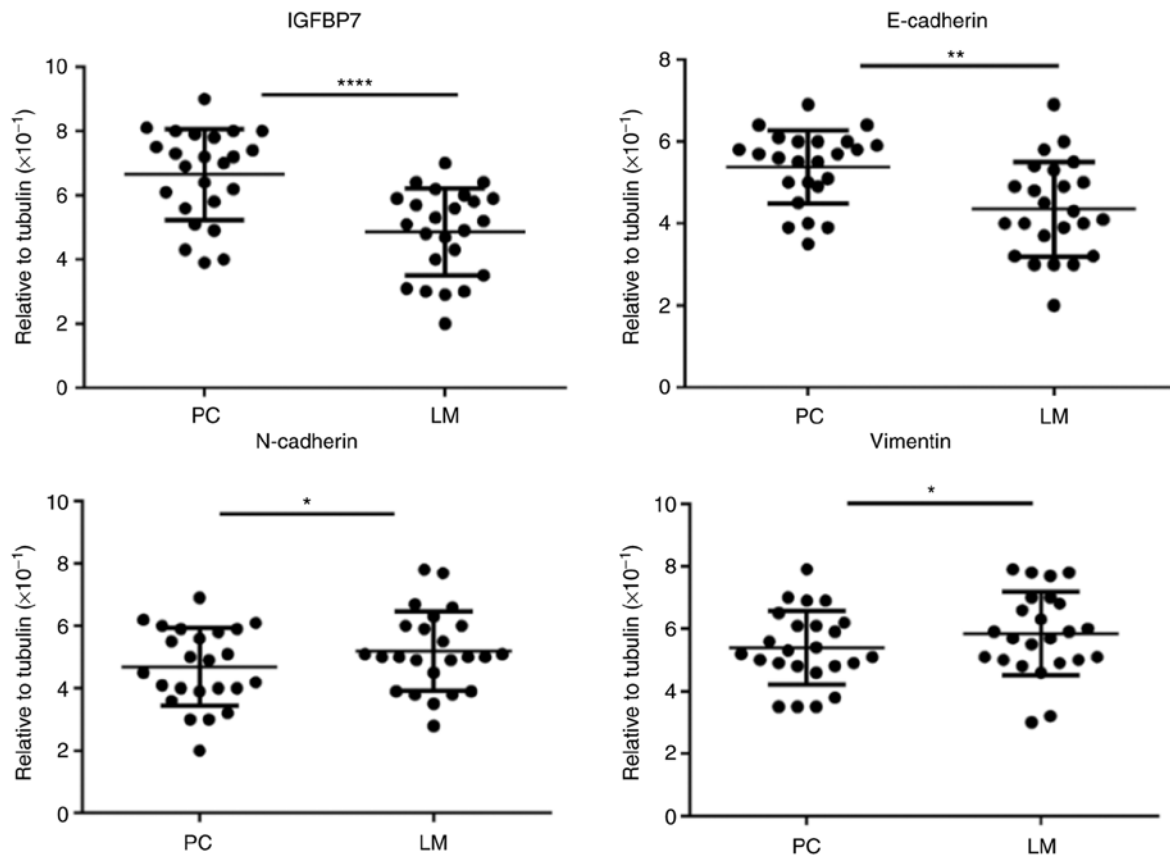 IGFBP7
Relative to tubulin (×10⁻¹)
10
8
6
4
2
0
****
PC
LM
E-cadherin
Relative to tubulin (×10⁻¹)
8
6
4
2
0
**
PC
LM
N-cadherin
Relative to tubulin (×10⁻¹)
10
8
6
4
2
0
*
PC
LM
Vimentin
Relative to tubulin (×10⁻¹)
10
8
6
4
2
0
*
PC
LM